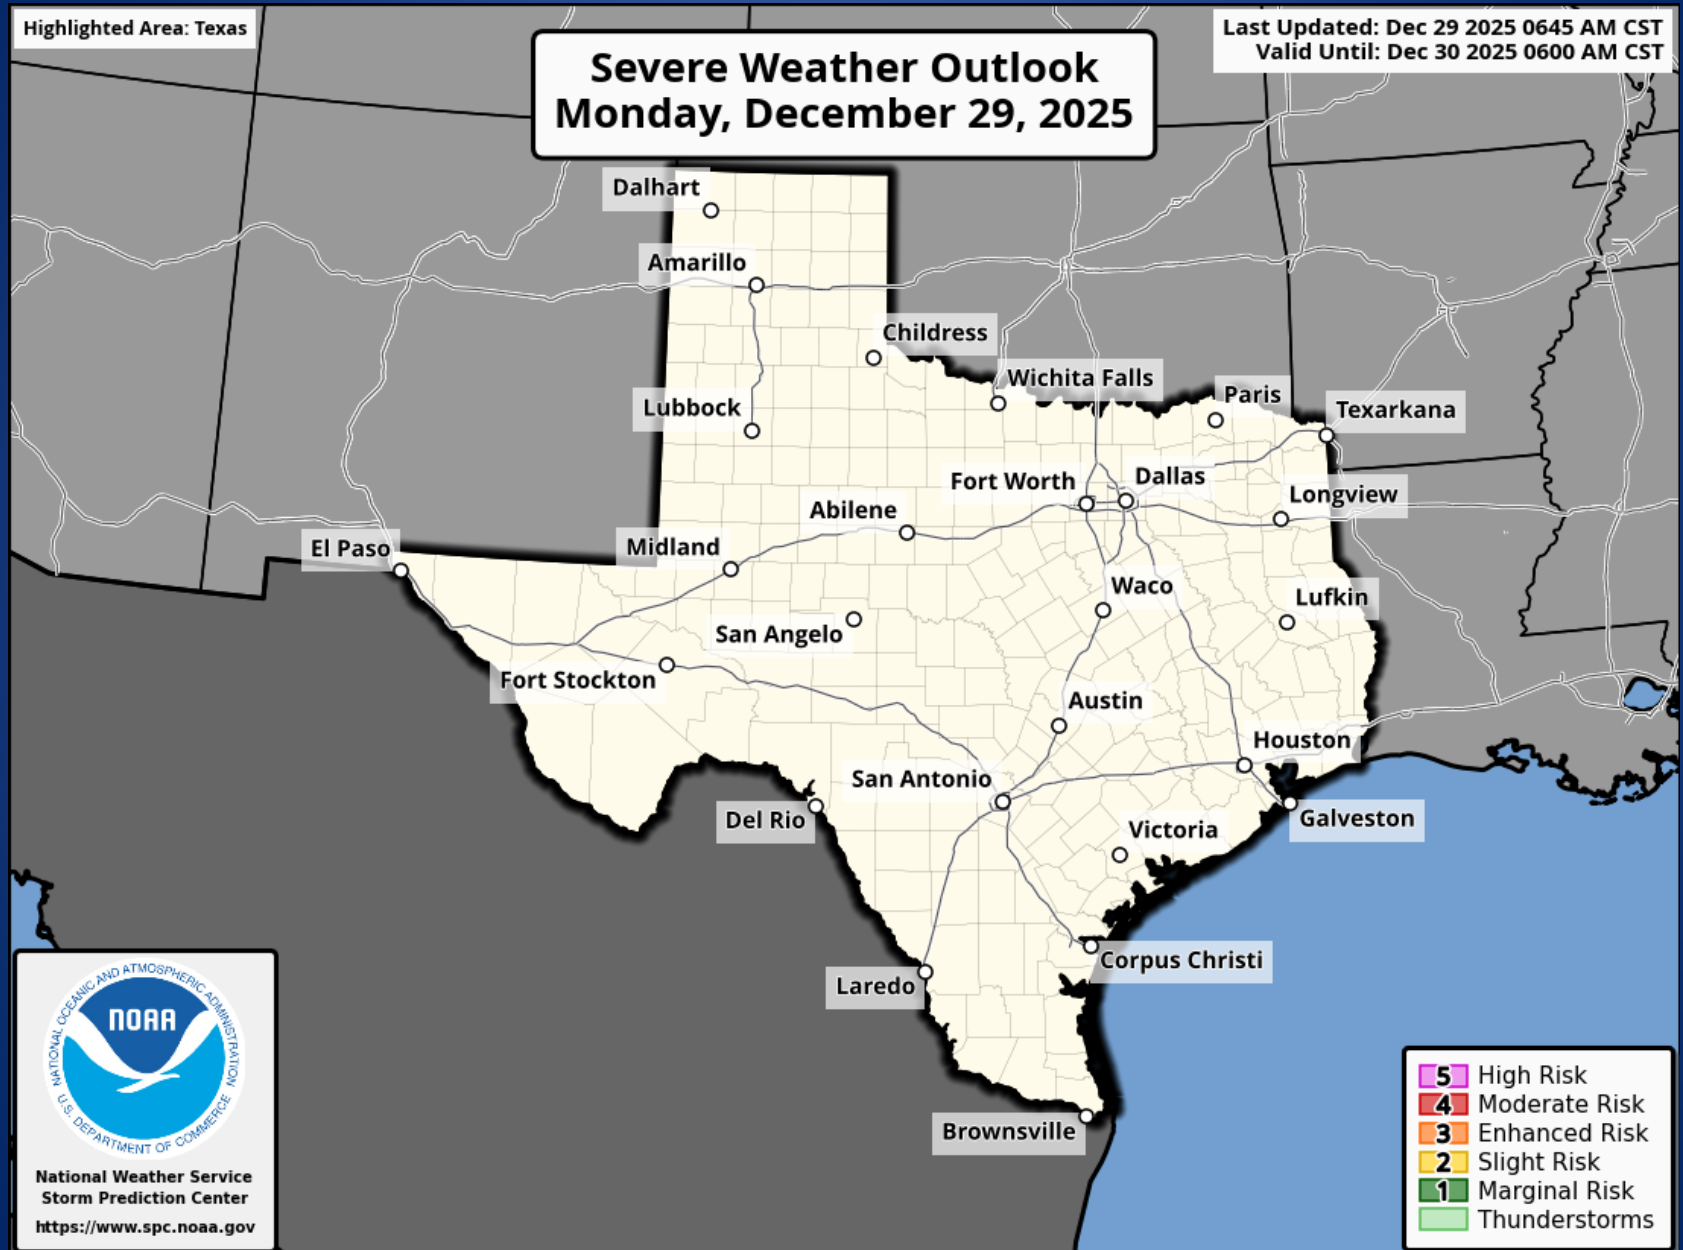 Highlighted Area: Texas
Last Updated: Dec 29 2025 0645 AM CST
Valid Until: Dec 30 2025 0600 AM CST
Severe Weather Outlook
Monday, December 29, 2025
Dalhart
Amarillo
Childress
Wichita Falls
Paris
Lubbock
Texarkana
Fort Worth
Dallas
Longview
Abilene
El Paso
Midland
Waco
Lufkin
San Angelo
Fort Stockton
Austin
Houston
San Antonio
Del Rio
Galveston
Victoria
Corpus Christi
Laredo
Brownsville
NATIONAL OCEANIC AND ATMOSPHERIC ADMINISTRATION
NOAA
U.S. DEPARTMENT OF COMMERCE
National Weather Service
Storm Prediction Center
https://www.spc.noaa.gov
5 High Risk
4 Moderate Risk
3 Enhanced Risk
2 Slight Risk
1 Marginal Risk
Thunderstorms